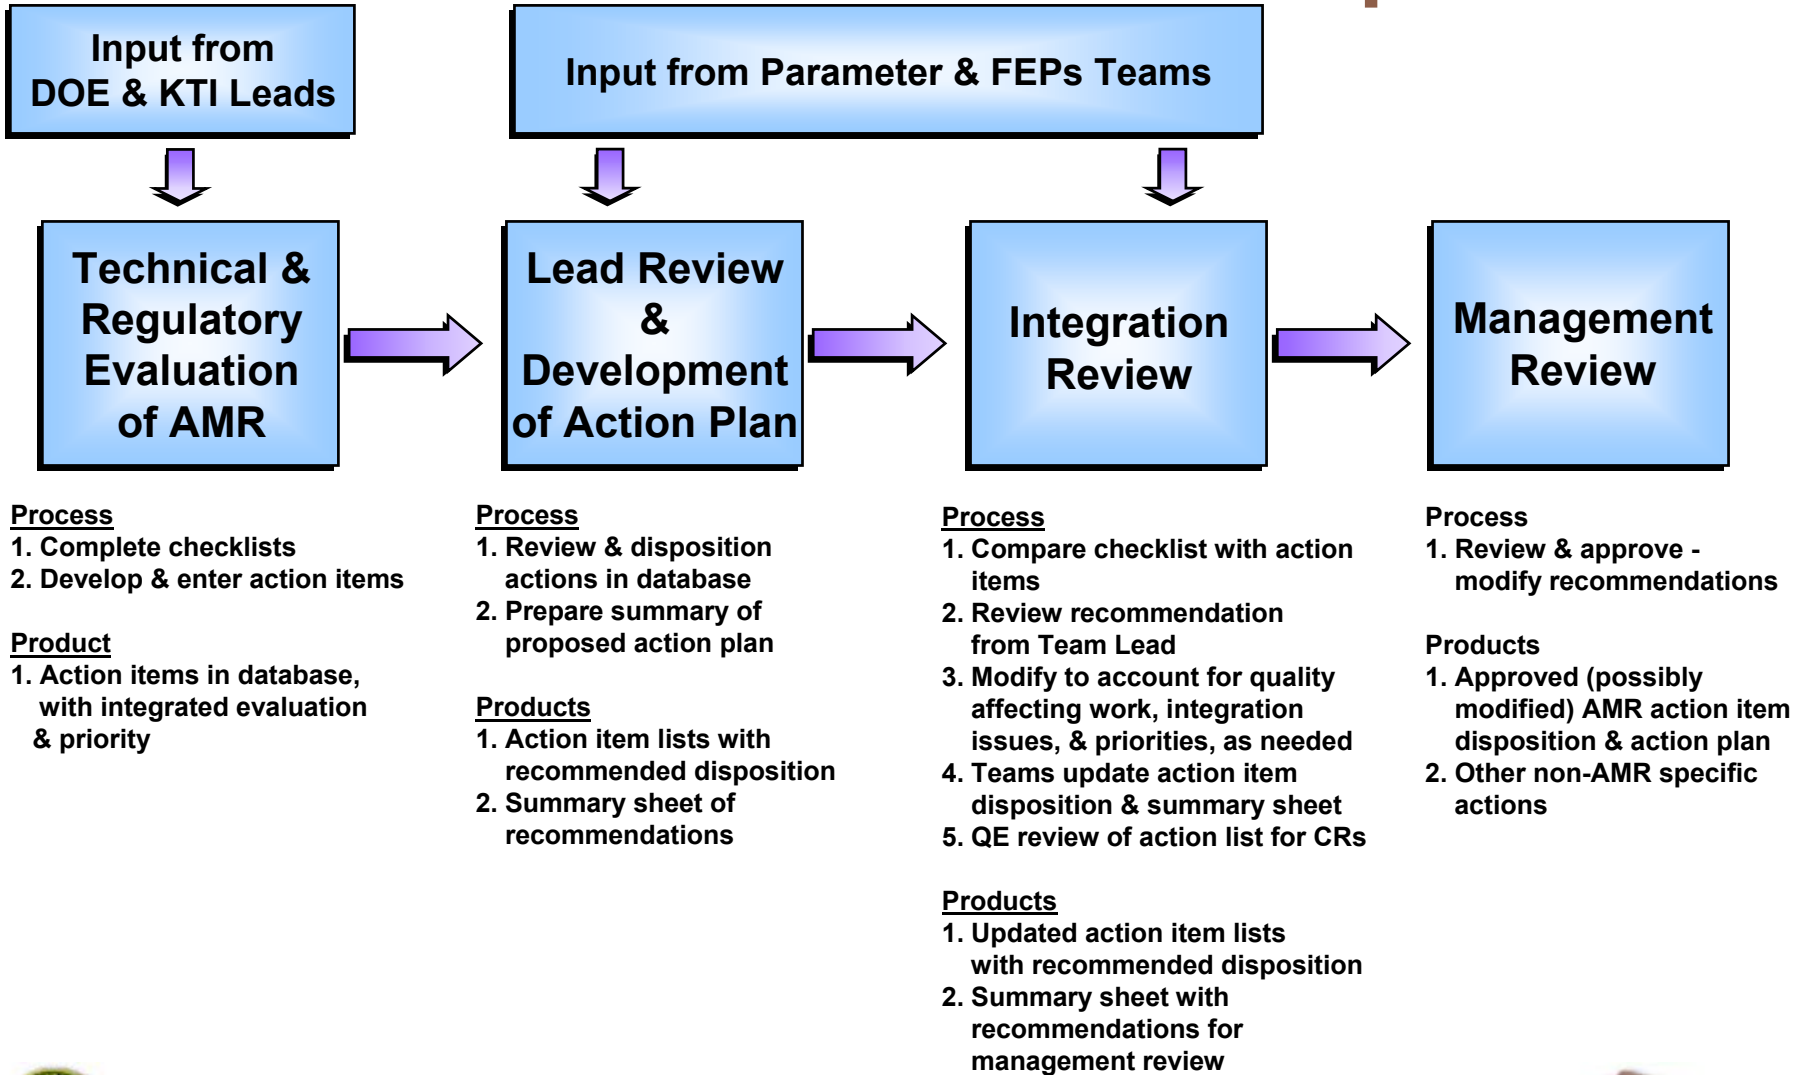 Input from
DOE & KTI Leads
Input from Parameter & FEPs Teams
Technical &
Regulatory
Evaluation
of AMR
Lead Review
&
Development
of Action Plan
Integration
Review
Management
Review
Process
1. Complete checklists
2. Develop & enter action items
Product
1. Action items in database,
with integrated evaluation
& priority
Process
1. Review & disposition
actions in database
2. Prepare summary of
proposed action plan
Products
1. Action item lists with
recommended disposition
2. Summary sheet of
recommendations
Process
1. Compare checklist with action
items
2. Review recommendation
from Team Lead
3. Modify to account for quality
affecting work, integration
issues, & priorities, as needed
4. Teams update action item
disposition & summary sheet
5. QE review of action list for CRs
Products
1. Updated action item lists
with recommended disposition
2. Summary sheet with
recommendations for
management review
Process
1. Review & approve -
modify recommendations
Products
1. Approved (possibly
modified) AMR action item
disposition & action plan
2. Other non-AMR specific
actions